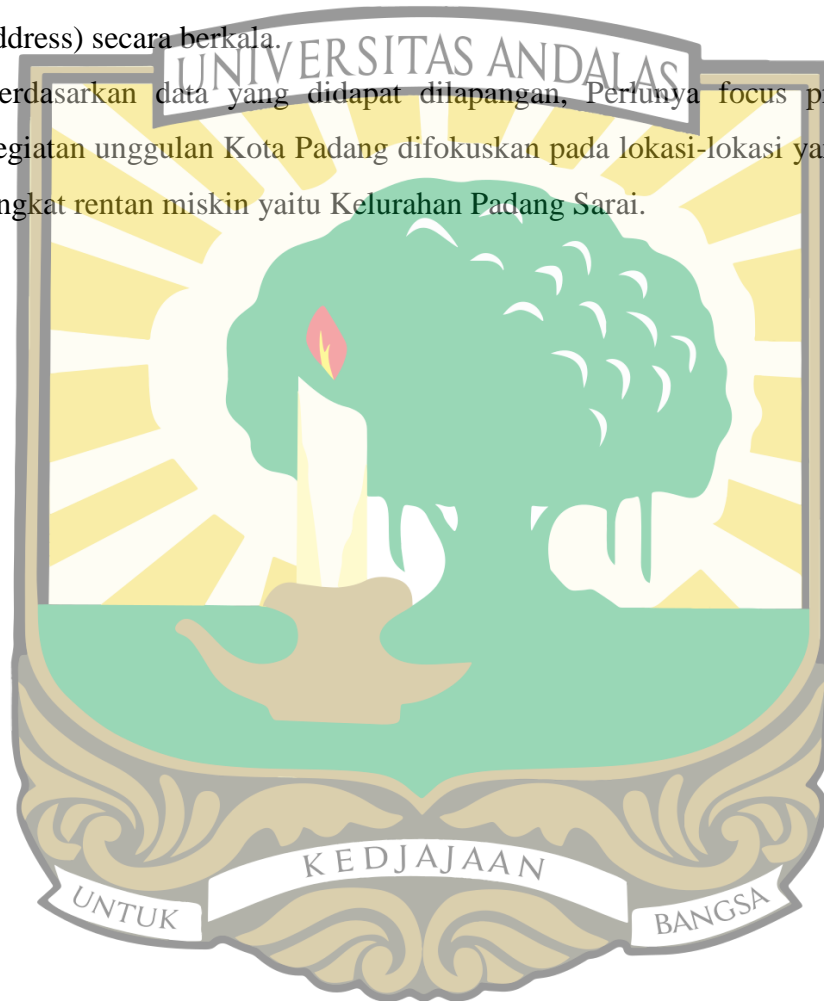 ddress) secara berkala.
erdasarkan data yang didapat dilapangan, Perlunya focus p
egiatan unggulan Kota Padang difokuskan pada lokasi-lokasi ya
ngkat rentan miskin yaitu Kelurahan Padang Sarai.
UNIVERSITAS ANDALAS
KEDJAJAAN
UNTUK
BANGSA